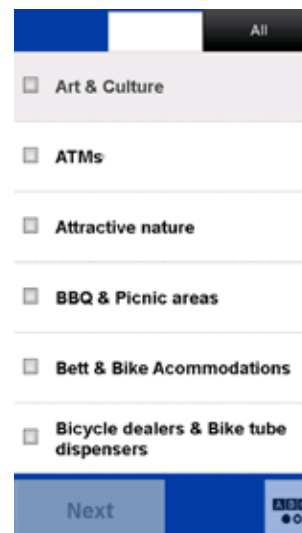 All
Art & Culture
ATMs
Attractive nature
BBQ & Picnic areas
Bett & Bike Acommodations
Bicycle dealers & Bike tube
dispensers
Next